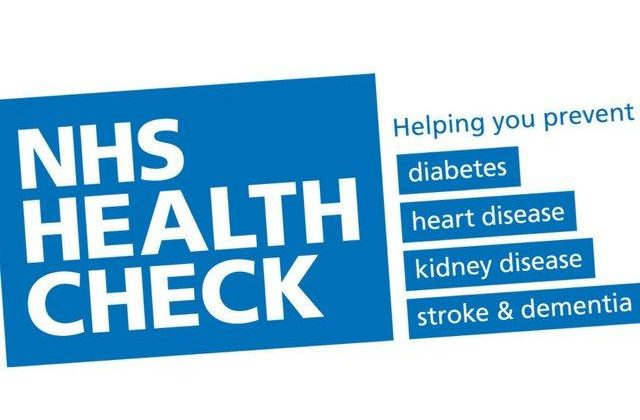 NHS
HEALTH
CHECK
Helping you prevent
diabetes
heart disease
kidney disease
stroke & dementia